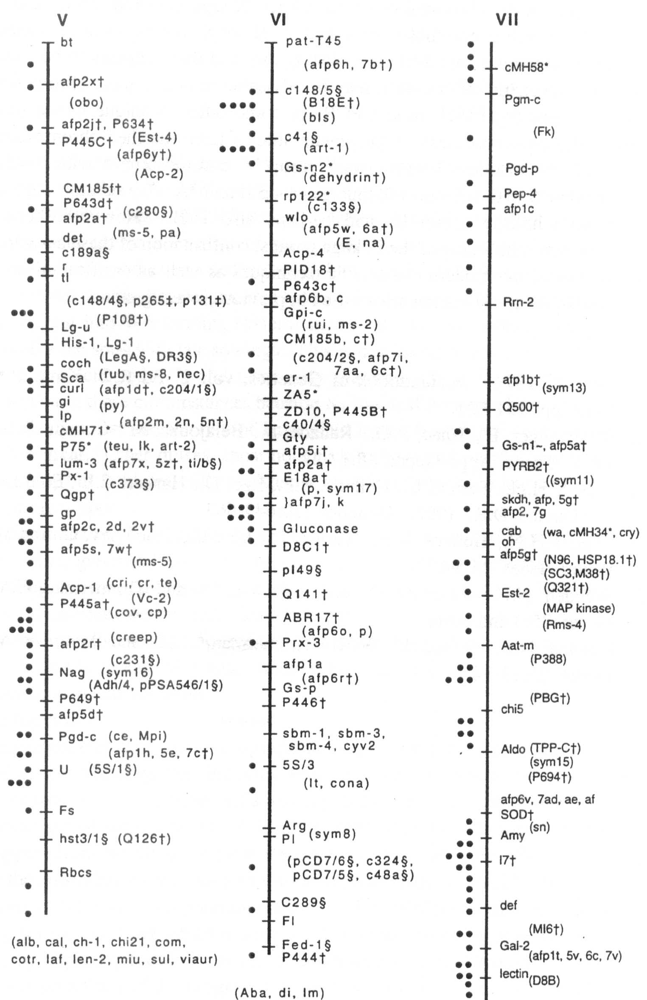 V
bt
afp2x†
(obo)
afp2j†, P634†
(Est-4)
P445C†
(afp6y†)
(Acp-2)
CM185f†
P643d†
(c280§)
afp2a†
(ms-5, pa)
det
c189a§
r
tl
(c148/4§, p265‡, p131‡)
(P108†)
Lg-u
His-1, Lg-1
(LegA§, DR3§)
coch
(rub, ms-8, nec)
Sca
curl (afp1d†, c204/1§)
gi (py)
lp
(afp2m, 2n, 5n†)
cMH71*
P75* (teu, lk, art-2)
lum-3 (afp7x, 5z†, ti/b§)
Px-1
(c373§)
Qgp†
gp
afp2c, 2d, 2v†
afp5s, 7w†
(rms-5)
Acp-1 (cri, cr, te)
(Vc-2)
P445a†
(cov, cp)
(creep)
afp2r†
(c231§)
Nag (sym16)
(Adh/4, pPSA546/1§)
P649†
afp5d†
Pgd-c (ce, Mpi)
(afp1h, 5e, 7c†)
U (5S/1§)
Fs
hst3/1§ (Q126†)
Rbcs
(alb, cal, ch-1, chi21, com,
cotr, laf, len-2, miu, sul, viaur)
VI
pat-T45
(afp6h, 7b†)
c148/5§
(B18E†)
(bls)
c41§
(art-1)
Gs-n2*
(dehydrin†)
rp122*
(c133§)
wlo
(afp5w, 6a†)
(E, na)
Acp-4
PID18†
P643c†
afp6b, c
Gpi-c
(rui, ms-2)
CM185b, c†)
(c204/2§, afp7i,
7aa, 6c†)
er-1
ZA5*
ZD10, P445B†
c40/4§
Gty
afp5i†
afp2a†
E18a†
(p, sym17)
}afp7j, k
Gluconase
D8C1†
pI49§
Q141†
ABR17†
(afp6o, p)
Prx-3
afp1a
(afp6r†)
Gs-p
P446†
sbm-1, sbm-3,
sbm-4, cyv2
5S/3
(lt, cona)
Arg
(sym8)
Pl
(pCD7/6§, c324§,
pCD7/5§, c48a§)
C289§
Fl
Fed-1§
P444†
(Aba, di, lm)
VII
cMH58*
Pgm-c
(Fk)
Pgd-p
Pep-4
afp1c
Rrn-2
afp1b†
(sym13)
Q500†
Gs-n1~, afp5a†
PYRB2†
((sym11)
skdh, afp, 5g†
afp2, 7g
cab (wa, cMH34*, cry)
oh
afp5g†
(N96, HSP18.1†)
(SC3,M38†)
(Q321†)
Est-2
(MAP kinase)
(Rms-4)
Aat-m
(P388)
(PBG†)
chi5
Aldo (TPP-C†)
(sym15)
(P694†)
afp6v, 7ad, ae, af
SOD†
(sn)
Amy
I7†
def
(MI6†)
Gal-2
(afp1t, 5v, 6c, 7v)
lectin
(D8B)